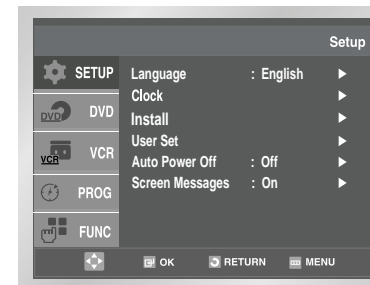 Setup
SETUP
DVD
DVD
VCR
VCR
PROG
FUNC
Language : English ►
Clock ►
Install ►
User Set ►
Auto Power Off : Off ►
Screen Messages : On ►
OK RETURN MENU